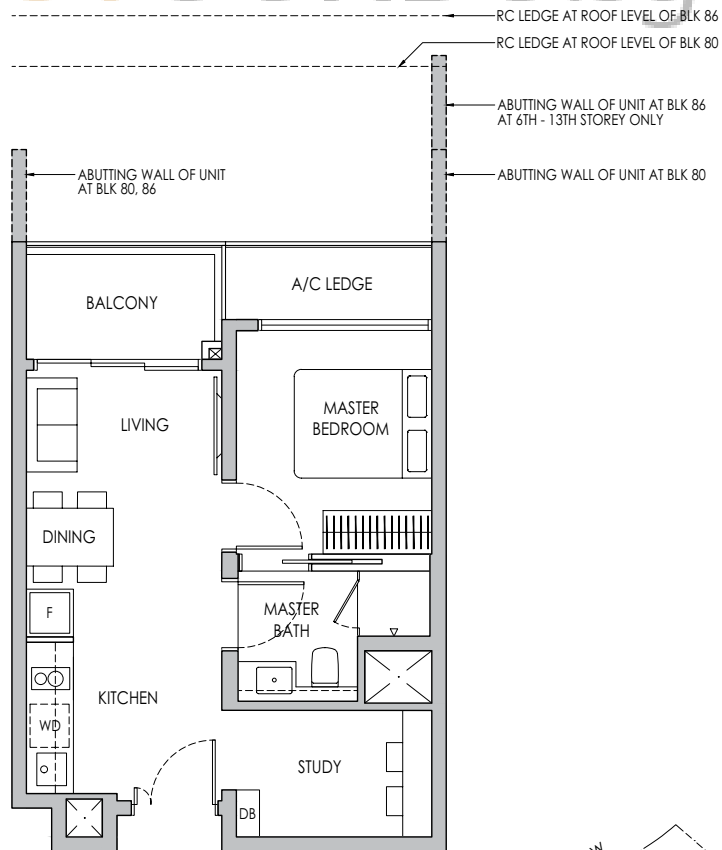 RC LEDGE AT ROOF LEVEL OF BLK 86
RC LEDGE AT ROOF LEVEL OF BLK 80
ABUTTING WALL OF UNIT AT BLK 86
AT 6TH - 13TH STOREY ONLY
ABUTTING WALL OF UNIT
AT BLK 80, 86
ABUTTING WALL OF UNIT AT BLK 80
A/C LEDGE
BALCONY
MASTER
BEDROOM
LIVING
DINING
F
MASTER
BATH
KITCHEN
WD
STUDY
DB